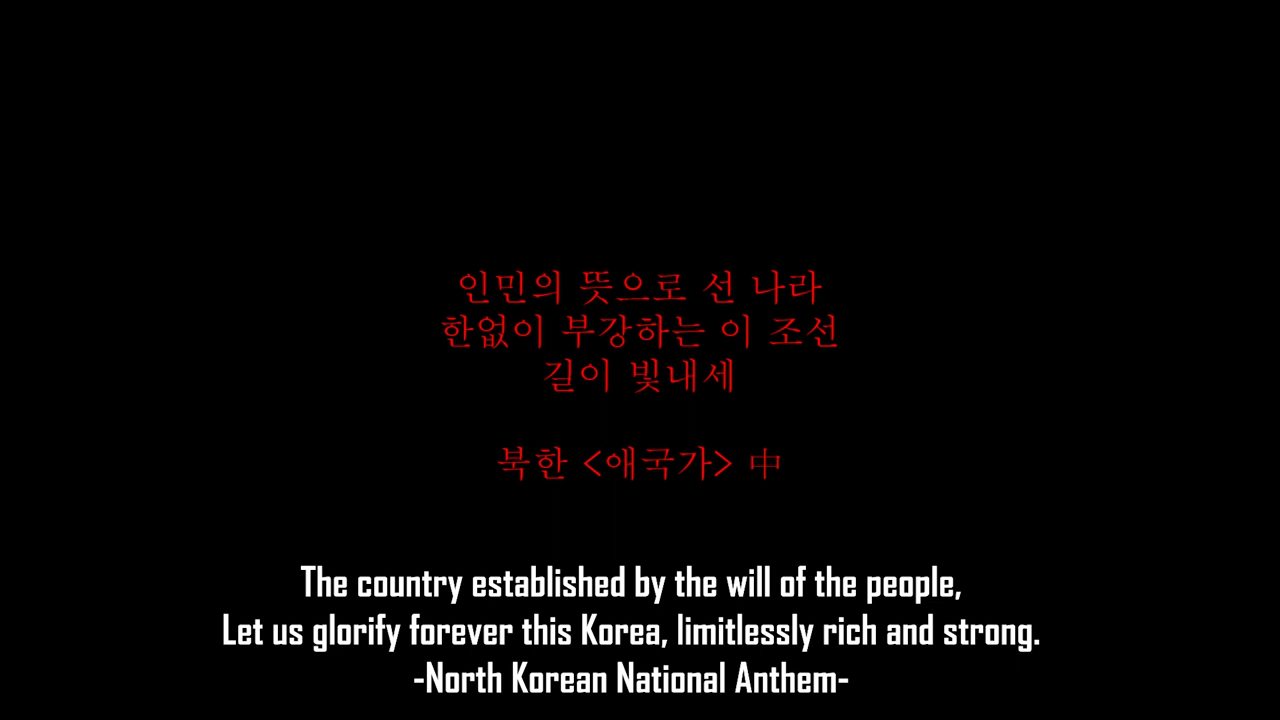 인민의 뜻으로 선 나라
한없이 부강하는 이 조선
길이 빛내세
북한 <애국가> 中
The country established by the will of the people,
Let us glorify forever this Korea, limitlessly rich and strong.
-North Korean National Anthem-